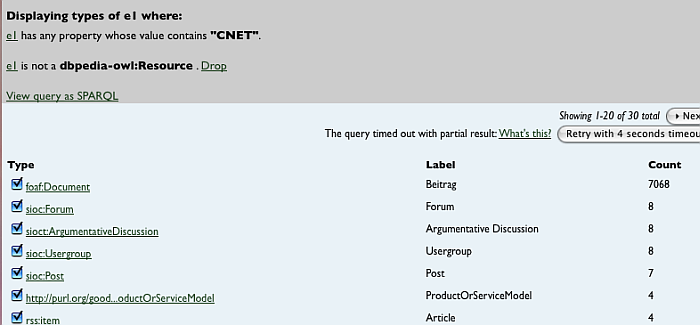 Displaying types of e1 where:
e1 has any property whose value contains "CNET".
e1 is not a dbpedia-owl:Resource . Drop
View query as SPARQL
Showing 1-20 of 30 total Nex
The query timed out with partial result: What's this? Retry with 4 seconds timeou
Type Label Count
foaf:Document Beitrag 7068
sioc:Forum Forum 8
sioct:ArgumentativeDiscussion Argumentative Discussion 8
sioc:Usergroup Usergroup 8
sioc:Post Post 7
http://purl.org/good...oductOrServiceModel ProductOrServiceModel 4
rss:item Article 4